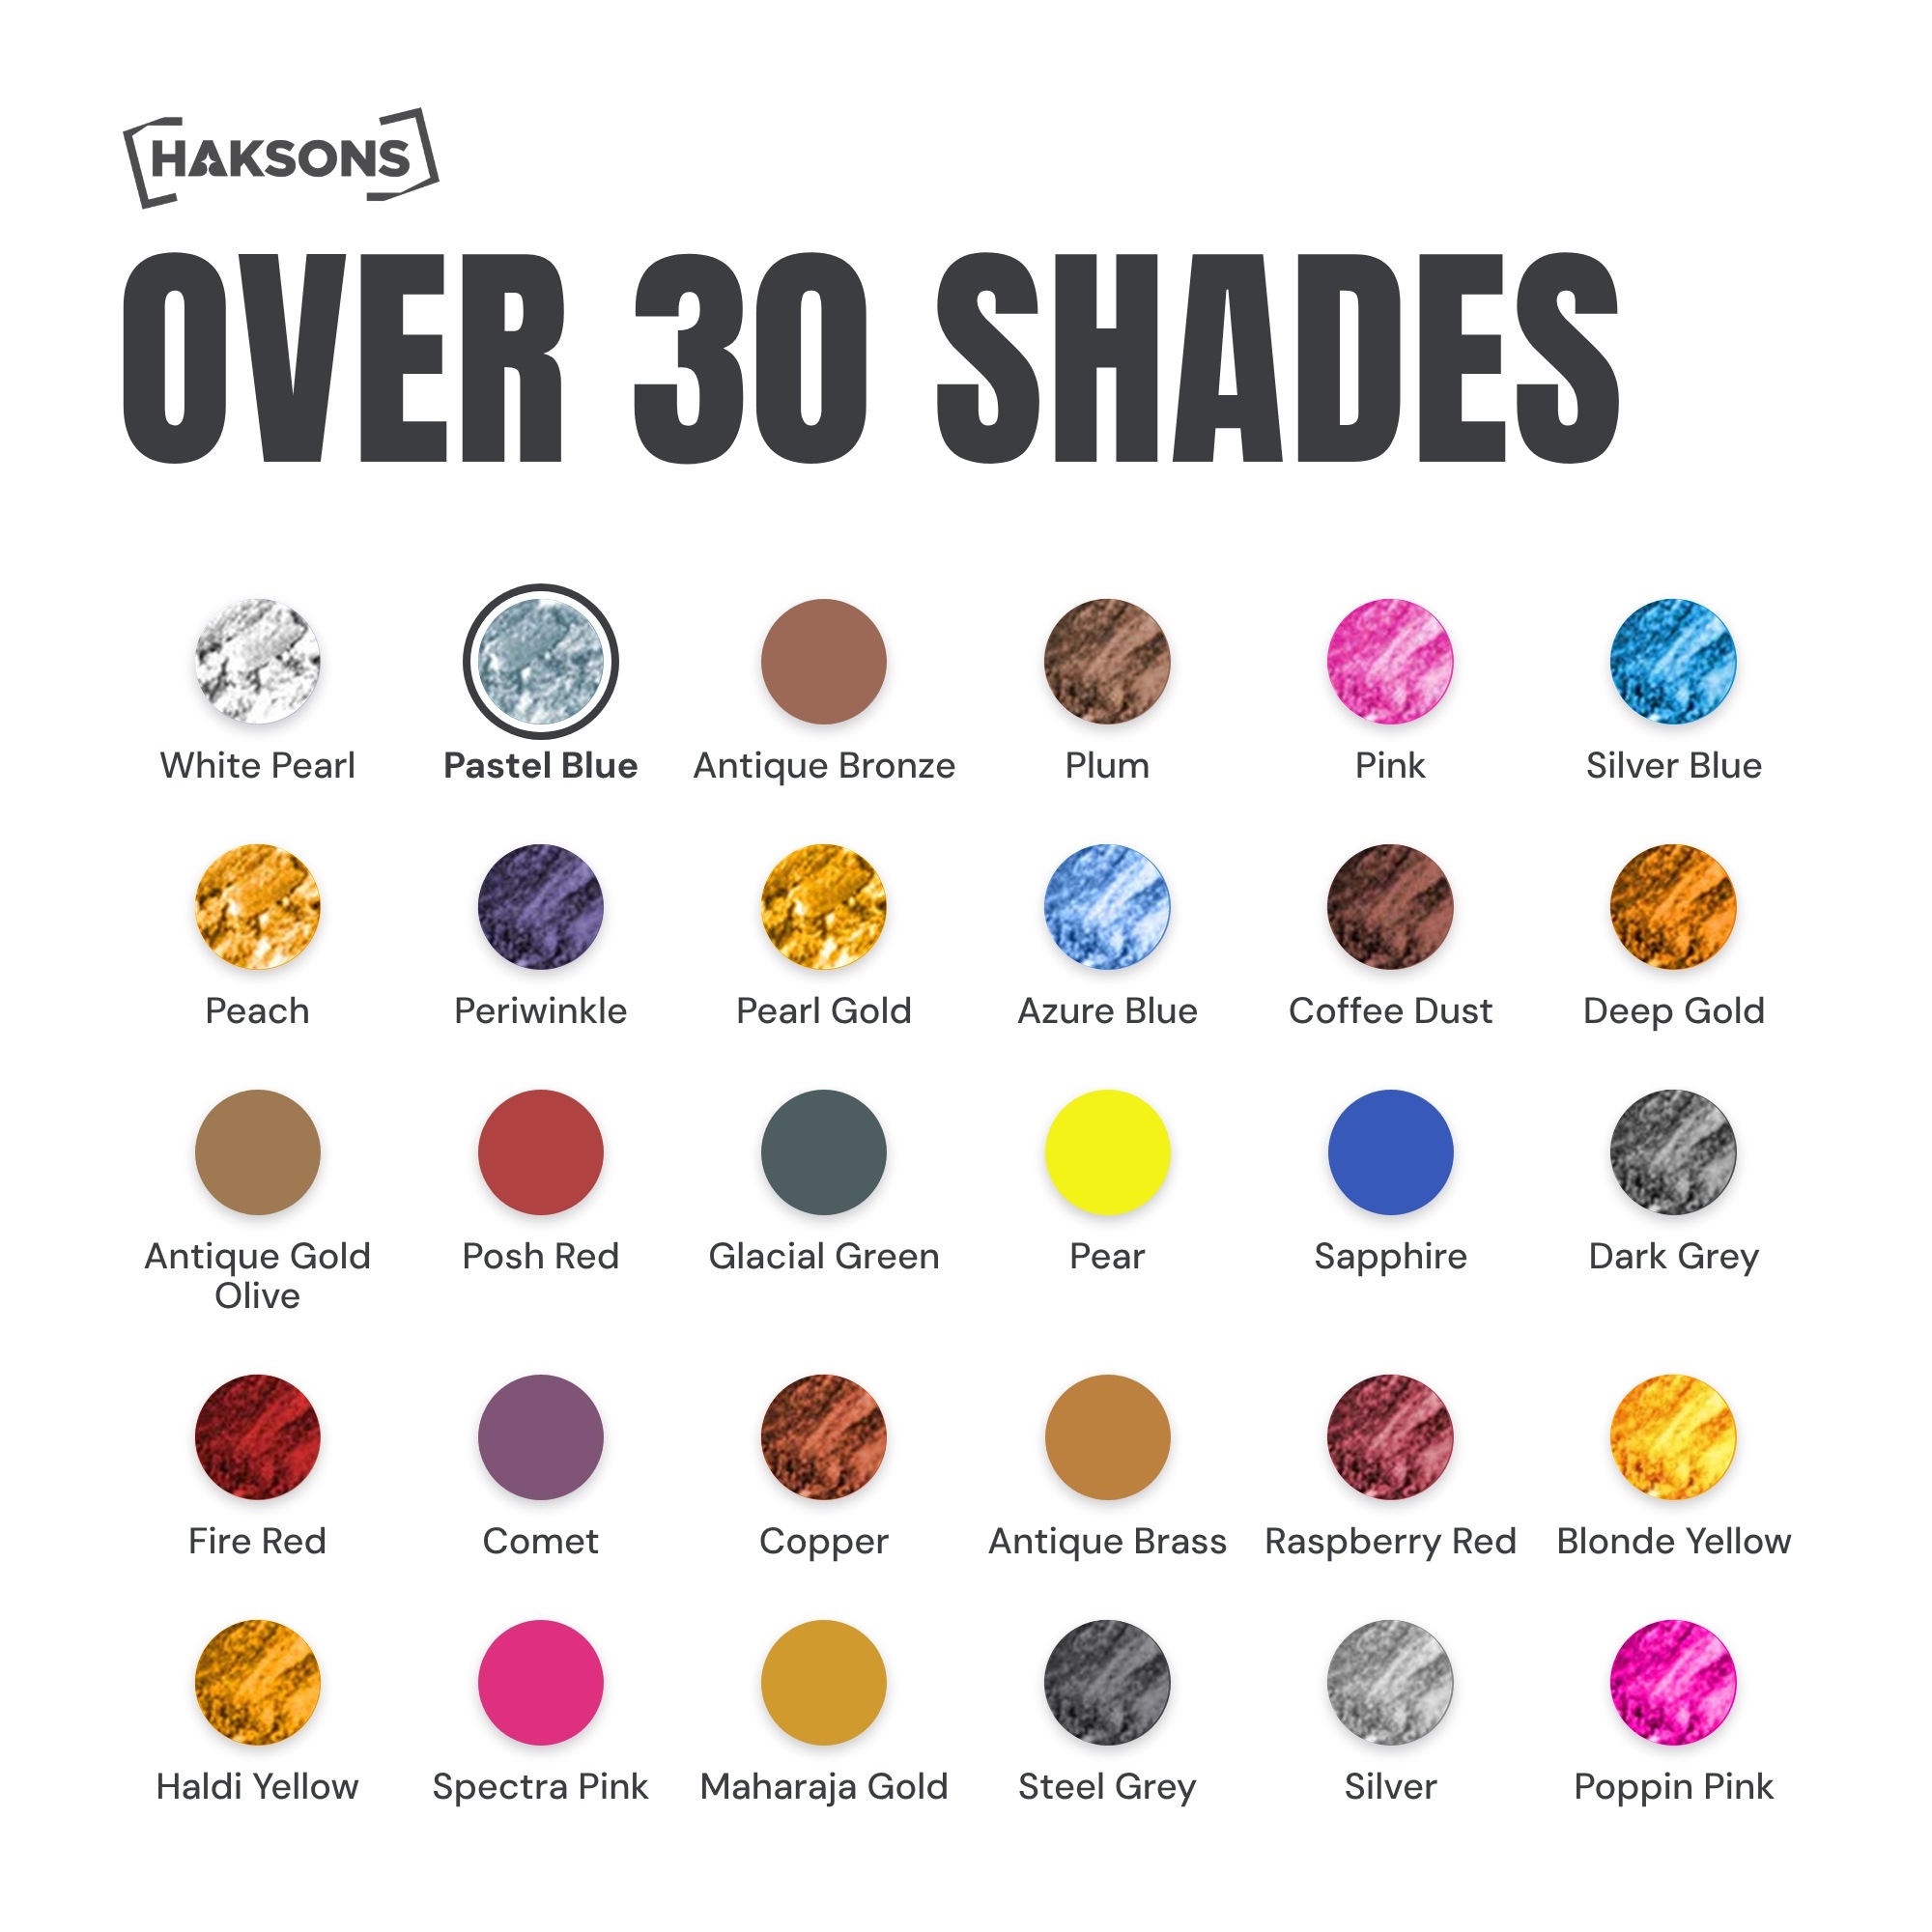 HAKSONS
OVER 30 SHADES
White Pearl
Pastel Blue
Antique Bronze
Plum
Pink
Silver Blue
Peach
Periwinkle
Pearl Gold
Azure Blue
Coffee Dust
Deep Gold
Antique Gold
Olive
Posh Red
Glacial Green
Pear
Sapphire
Dark Grey
Fire Red
Comet
Copper
Antique Brass
Raspberry Red
Blonde Yellow
Haldi Yellow
Spectra Pink
Maharaja Gold
Steel Grey
Silver
Poppin Pink